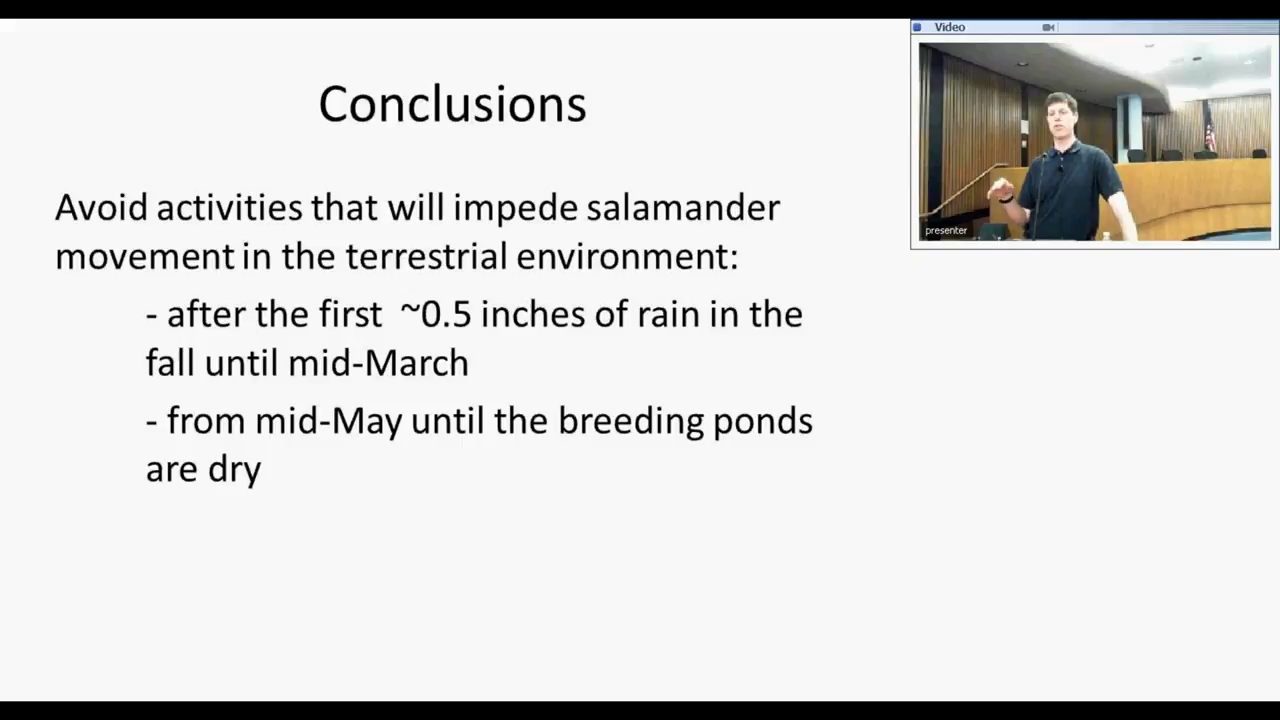 Conclusions
Avoid activities that will impede salamander
movement in the terrestrial environment:
- after the first ~0.5 inches of rain in the
fall until mid-March
- from mid-May until the breeding ponds
are dry
Video
presenter